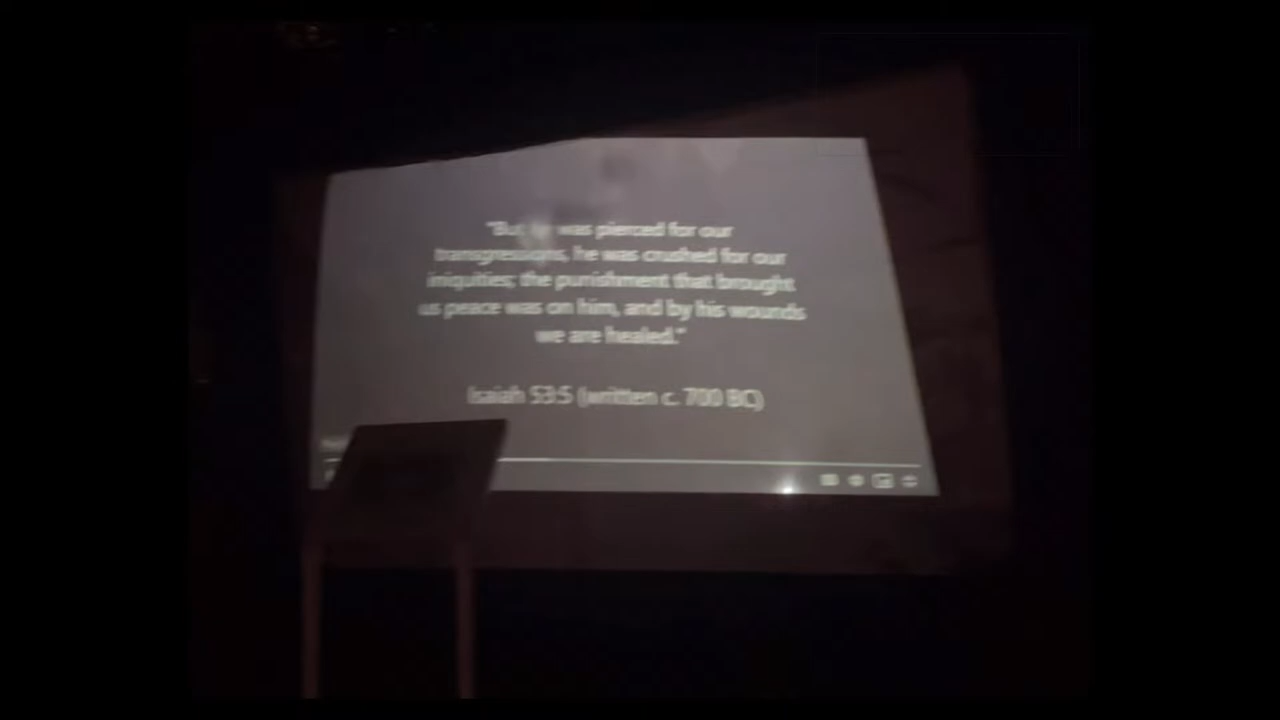 "But he was pierced for our
transgressions, he was crushed for our
iniquities; the punishment that brought
us peace was on him, and by his wounds
we are healed."
Isaiah 53:5 (written c. 700 BC)